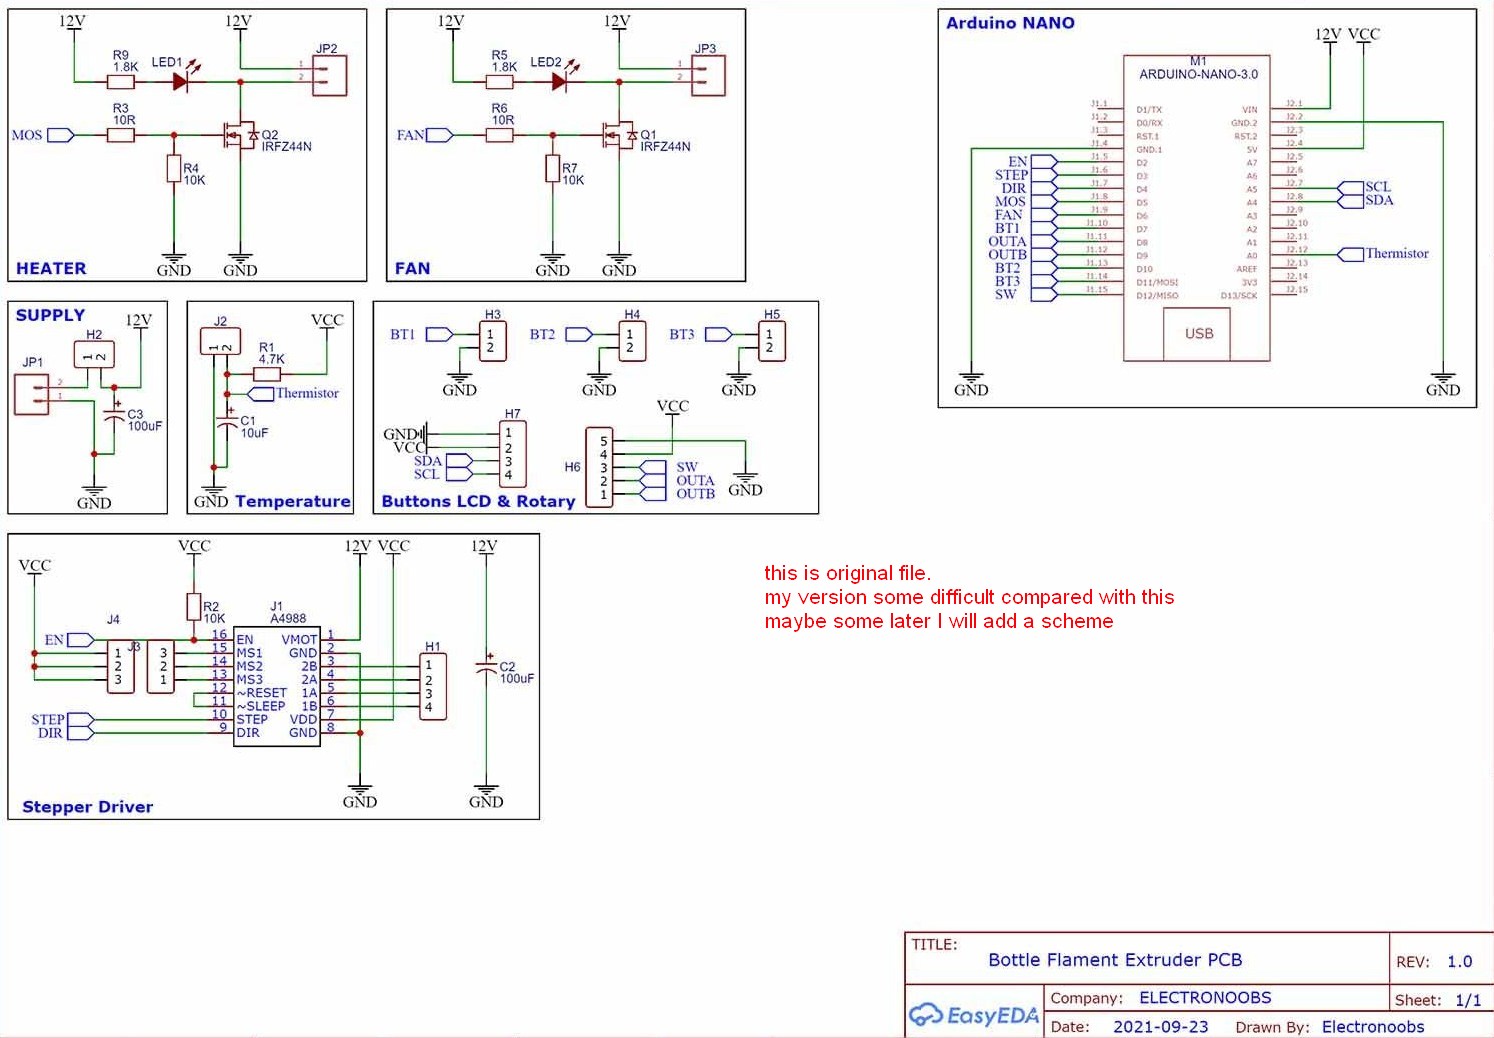 12V
12V
R9
1.8K
LED1
JP2
1
2
MOS
R3
10R
Q2
IRFZ44N
R4
10K
GND
GND
HEATER
12V
12V
R5
1.8K
LED2
JP3
1
2
FAN
R6
10R
Q1
IRFZ44N
R7
10K
GND
GND
FAN
Arduino NANO
12V VCC
M1
ARDUINO-NANO-3.0
J1.1 D1/TX VIN J2.1
J1.2 D0/RX GND.2 J2.2
J1.3 RST.1 RST.2 J2.3
J1.4 GND.1 5V J2.4
EN J1.5 D2 A7 J2.5
STEP J1.6 D3 A6 J2.6
DIR J1.7 D4 A5 J2.7 SCL
MOS J1.8 D5 A4 J2.8 SDA
FAN J1.9 D6 A3 J2.9
BT1 J1.10 D7 A2 J2.10
OUTA J1.11 D8 A1 J2.11
OUTB J1.12 D9 A0 J2.12 Thermistor
BT2 J1.13 D10 AREF J2.13
BT3 J1.14 D11/MOSI 3V3 J2.14
SW J1.15 D12/MISO D13/SCK J2.15
USB
GND
GND
SUPPLY
12V
H2
1 2
JP1
2
1
C3
100uF
GND
J2
1 2
VCC
R1
4.7K
Thermistor
C1
10uF
GND
Temperature
BT1
H3
1
2
GND
BT2
H4
1
2
GND
BT3
H5
1
2
GND
H7
GND 1
VCC 2
SDA 3
SCL 4
VCC
H6
5
4
3 SW
2 OUTA
1 OUTB
GND
Buttons LCD & Rotary
VCC
VCC
12V VCC
12V
R2
10K
J4
J3
EN
1
2
3
3
2
1
J1
A4988
16 EN VMOT 1
15 MS1 GND 2
14 MS2 2B 3
13 MS3 2A 4
12 ~RESET 1A 5
11 ~SLEEP 1B 6
10 STEP VDD 7
9 DIR GND 8
STEP
DIR
H1
1
2
3
4
C2
100uF
GND
GND
Stepper Driver
this is original file.
my version some difficult compared with this
maybe some later I will add a scheme
TITLE:
Bottle Flament Extruder PCB
REV: 1.0
EasyEDA
Company: ELECTRONOOBS
Sheet: 1/1
Date: 2021-09-23 Drawn By: Electronoobs